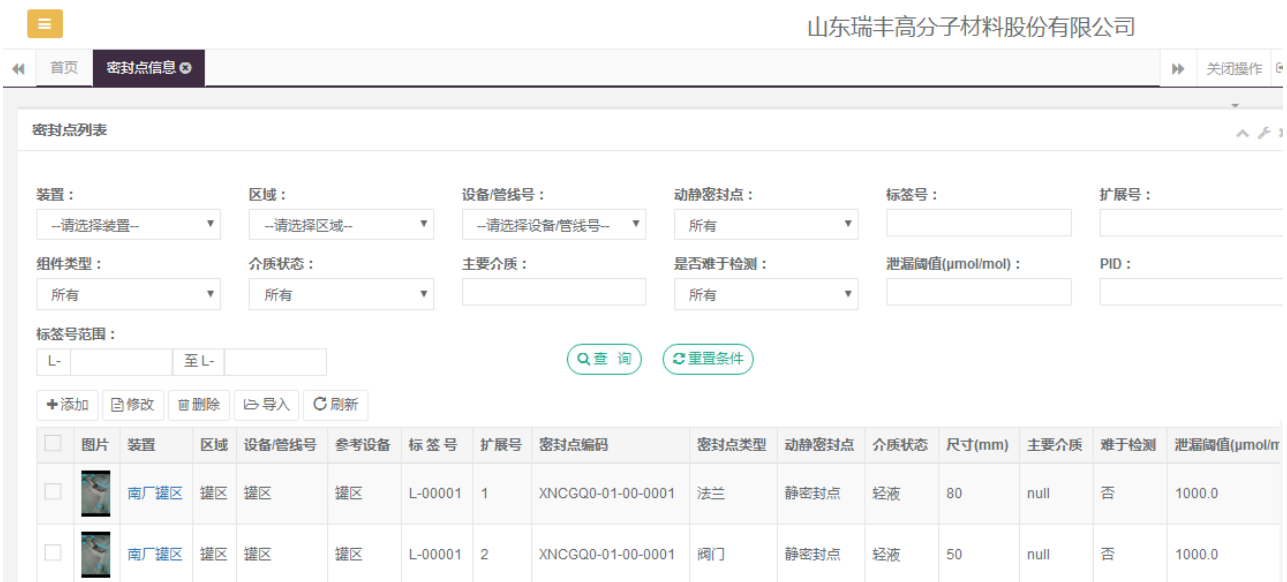 山东瑞丰高分子材料股份有限公司
首页 密封点信息 关闭操作
密封点列表
装置： 区域： 设备/管线号： 动静密封点： 标签号： 扩展号：
--请选择装置-- --请选择区域-- --请选择设备/管线号-- 所有
组件类型： 介质状态： 主要介质： 是否难于检测： 泄漏阈值(μmol/mol)： PID：
所有 所有 所有
标签号范围：
L- 至 L- 查 询 重置条件
添加 修改 删除 导入 刷新
图片 装置 区域 设备/管线号 参考设备 标 签 号 扩展号 密封点编码 密封点类型 动静密封点 介质状态 尺寸(mm) 主要介质 难于检测 泄漏阈值(μmol/m
南厂罐区 罐区 罐区 罐区 L-00001 1 XNCGQ0-01-00-0001 法兰 静密封点 轻液 80 null 否 1000.0
南厂罐区 罐区 罐区 罐区 L-00001 2 XNCGQ0-01-00-0001 阀门 静密封点 轻液 50 null 否 1000.0